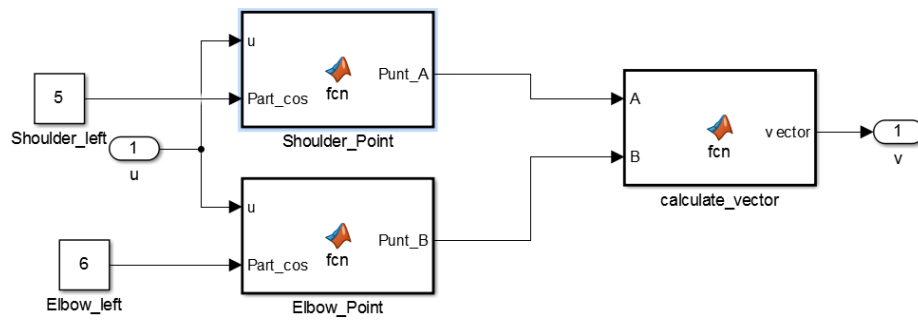 u
Part_cos
fcn
Punt_A
Shoulder_Point
5
Shoulder_left
1
u
u
Part_cos
fcn
Punt_B
Elbow_Point
6
Elbow_left
A
B
fcn
vector
calculate_vector
1
v